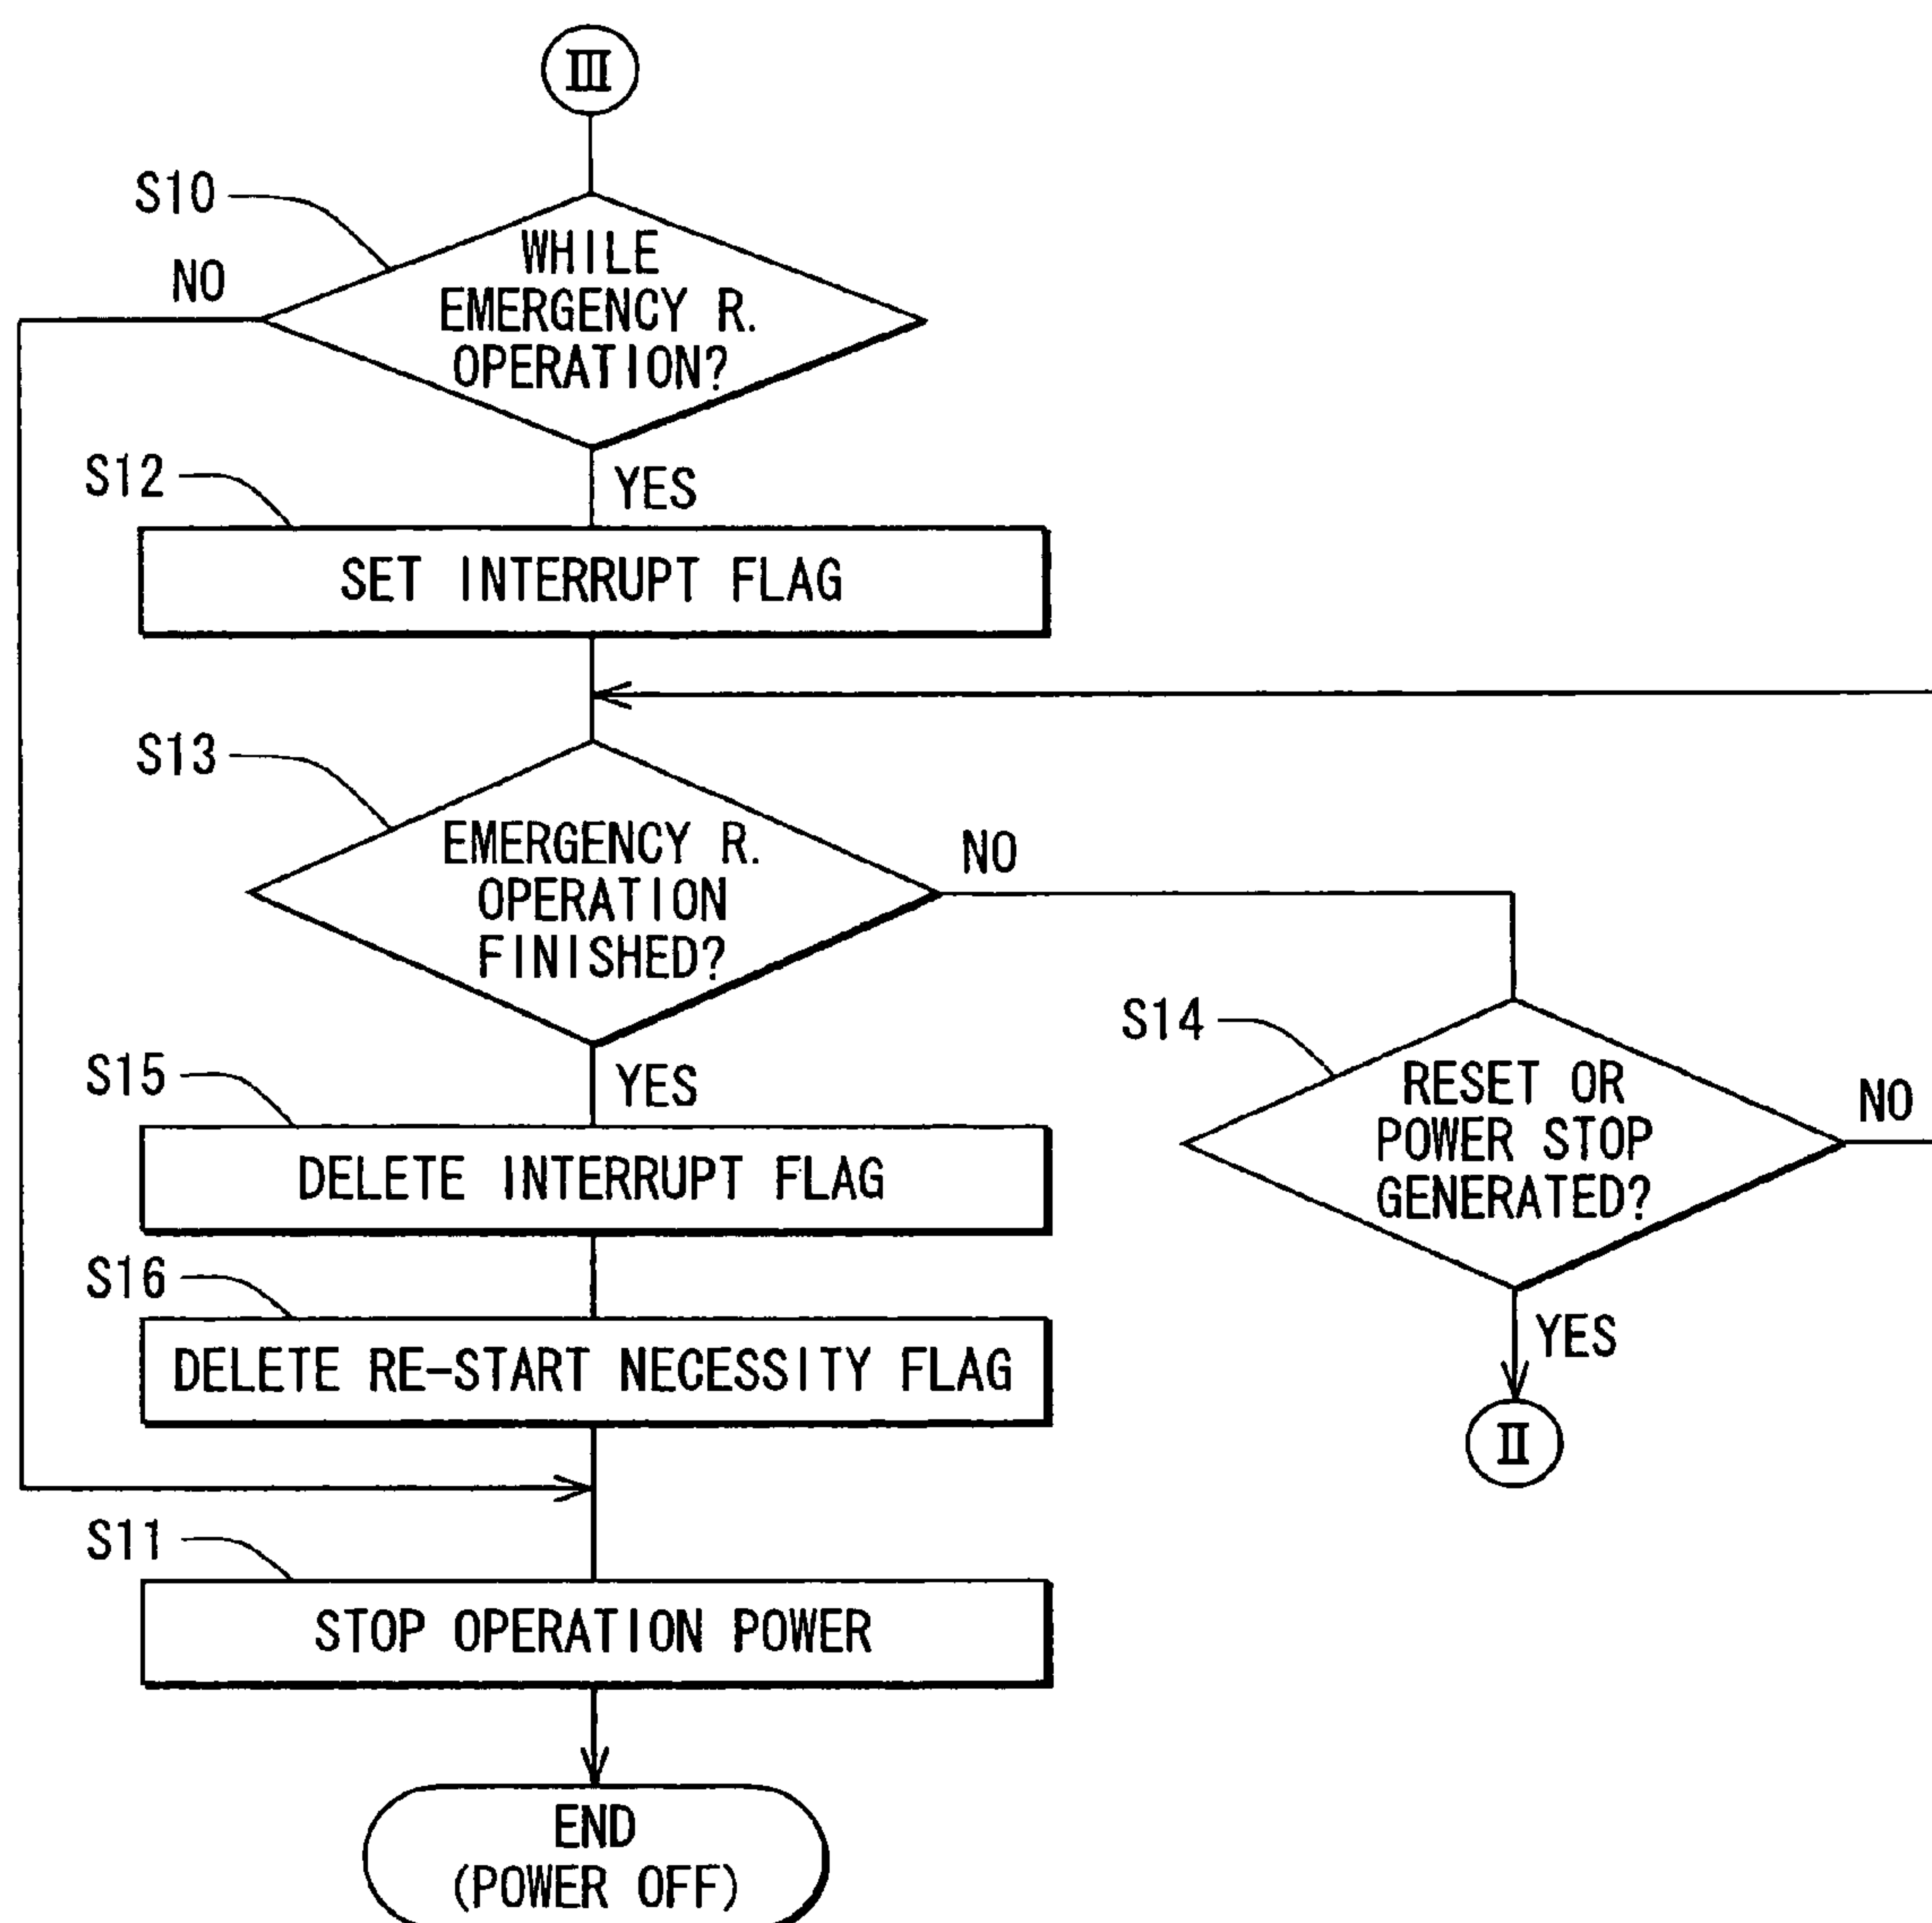 III
S10
NO
WHILE
EMERGENCY R.
OPERATION?
S12
YES
SET INTERRUPT FLAG
S13
EMERGENCY R.
OPERATION
FINISHED?
NO
S14
RESET OR
POWER STOP
GENERATED?
NO
S15
YES
DELETE INTERRUPT FLAG
S16
DELETE RE-START NECESSITY FLAG
YES
II
S11
STOP OPERATION POWER
END
(POWER OFF)